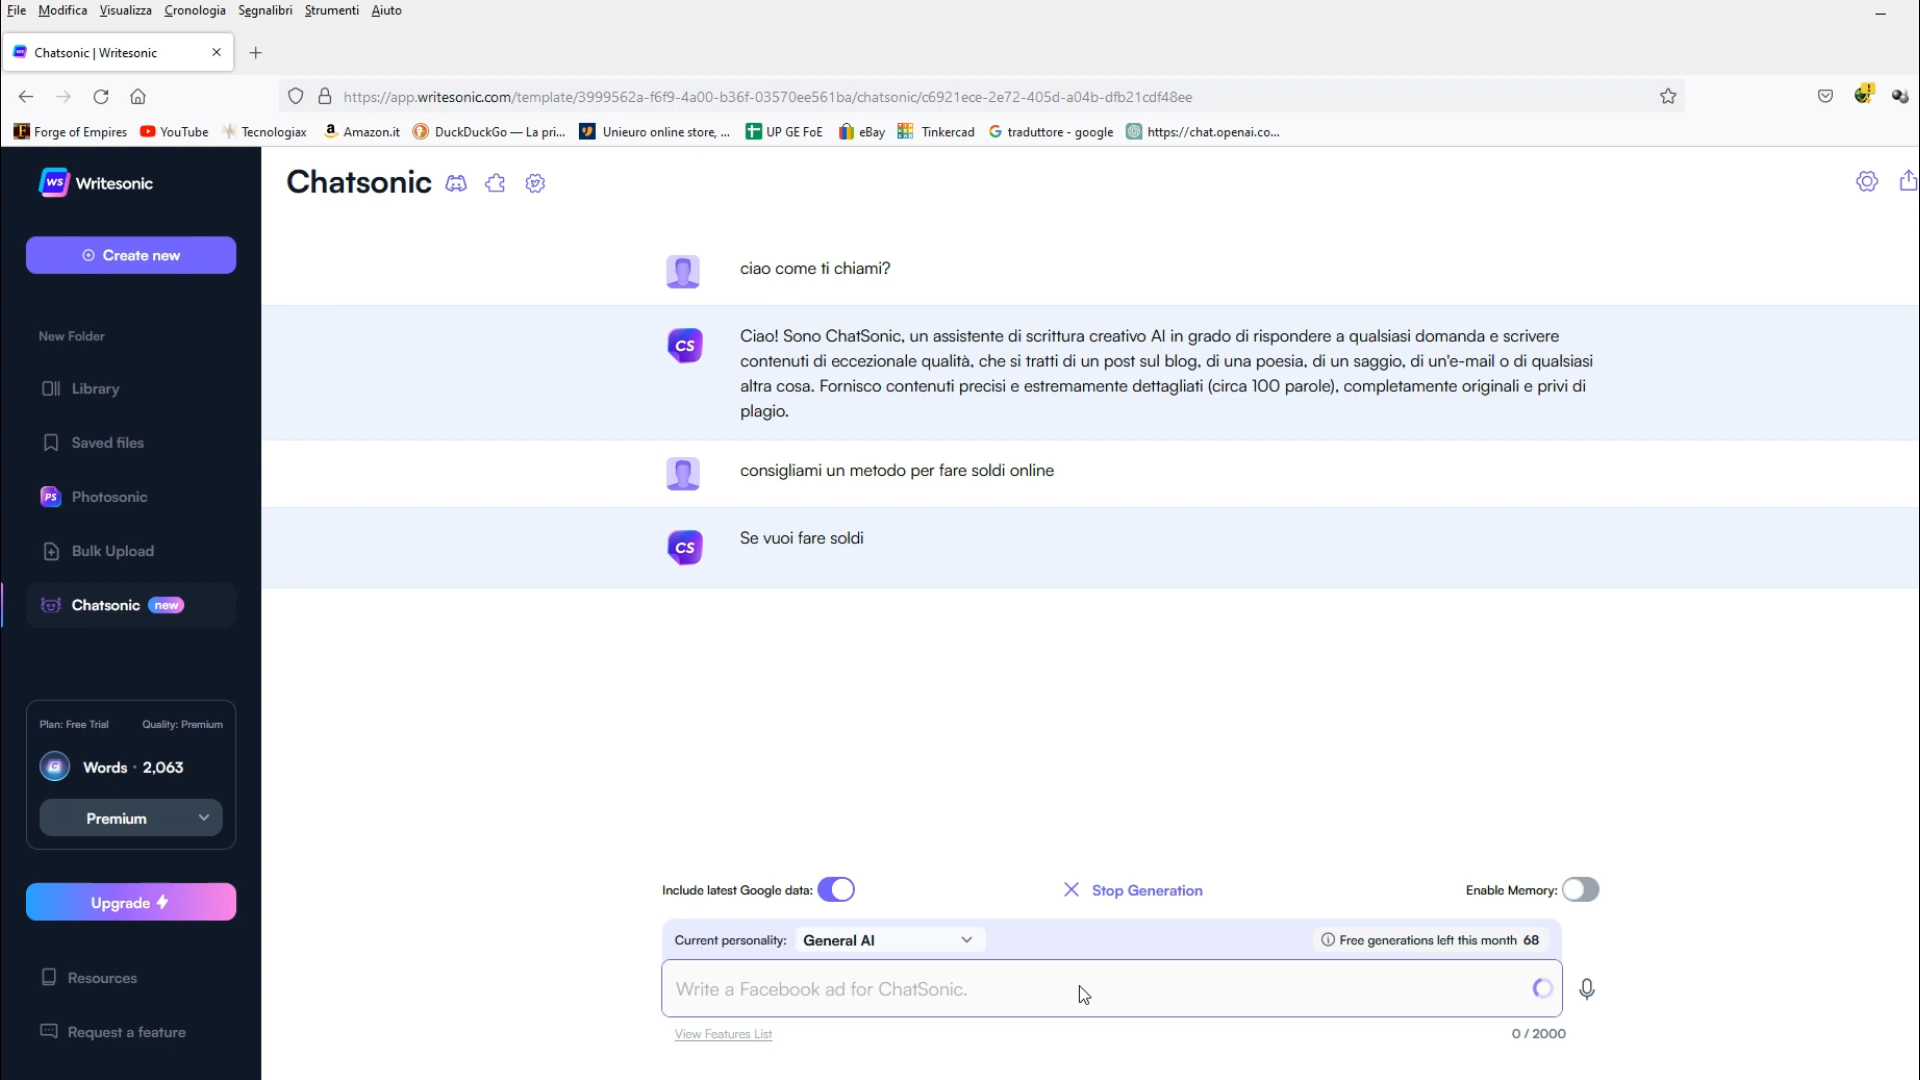 File Modifica Visualizza Cronologia Segnalibri Strumenti Aiuto
Chatsonic | Writesonic
https://app.writesonic.com/template/3999562a-f6f9-4a00-b36f-03570ee561ba/chatsonic/c6921ece-2e72-405d-a04b-dfb21cdf48ee
Forge of Empires YouTube Tecnologiax Amazon.it DuckDuckGo — La pri... Unieuro online store, ... UP GE FoE eBay Tinkercad traduttore - google https://chat.openai.co...
WS Writesonic
Chatsonic
Create new
New Folder
Library
Saved files
PS Photosonic
Bulk Upload
Chatsonic new
Plan: Free Trial Quality: Premium
Words · 2,063
Premium
Upgrade
Resources
Request a feature
ciao come ti chiami?
CS
Ciao! Sono ChatSonic, un assistente di scrittura creativo AI in grado di rispondere a qualsiasi domanda e scrivere
contenuti di eccezionale qualità, che si tratti di un post sul blog, di una poesia, di un saggio, di un'e-mail o di qualsiasi
altra cosa. Fornisco contenuti precisi e estremamente dettagliati (circa 100 parole), completamente originali e privi di
plagio.
consigliami un metodo per fare soldi online
CS
Se vuoi fare soldi
Include latest Google data: Stop Generation Enable Memory:
Current personality: General AI Free generations left this month 68
Write a Facebook ad for ChatSonic.
View Features List 0 / 2000